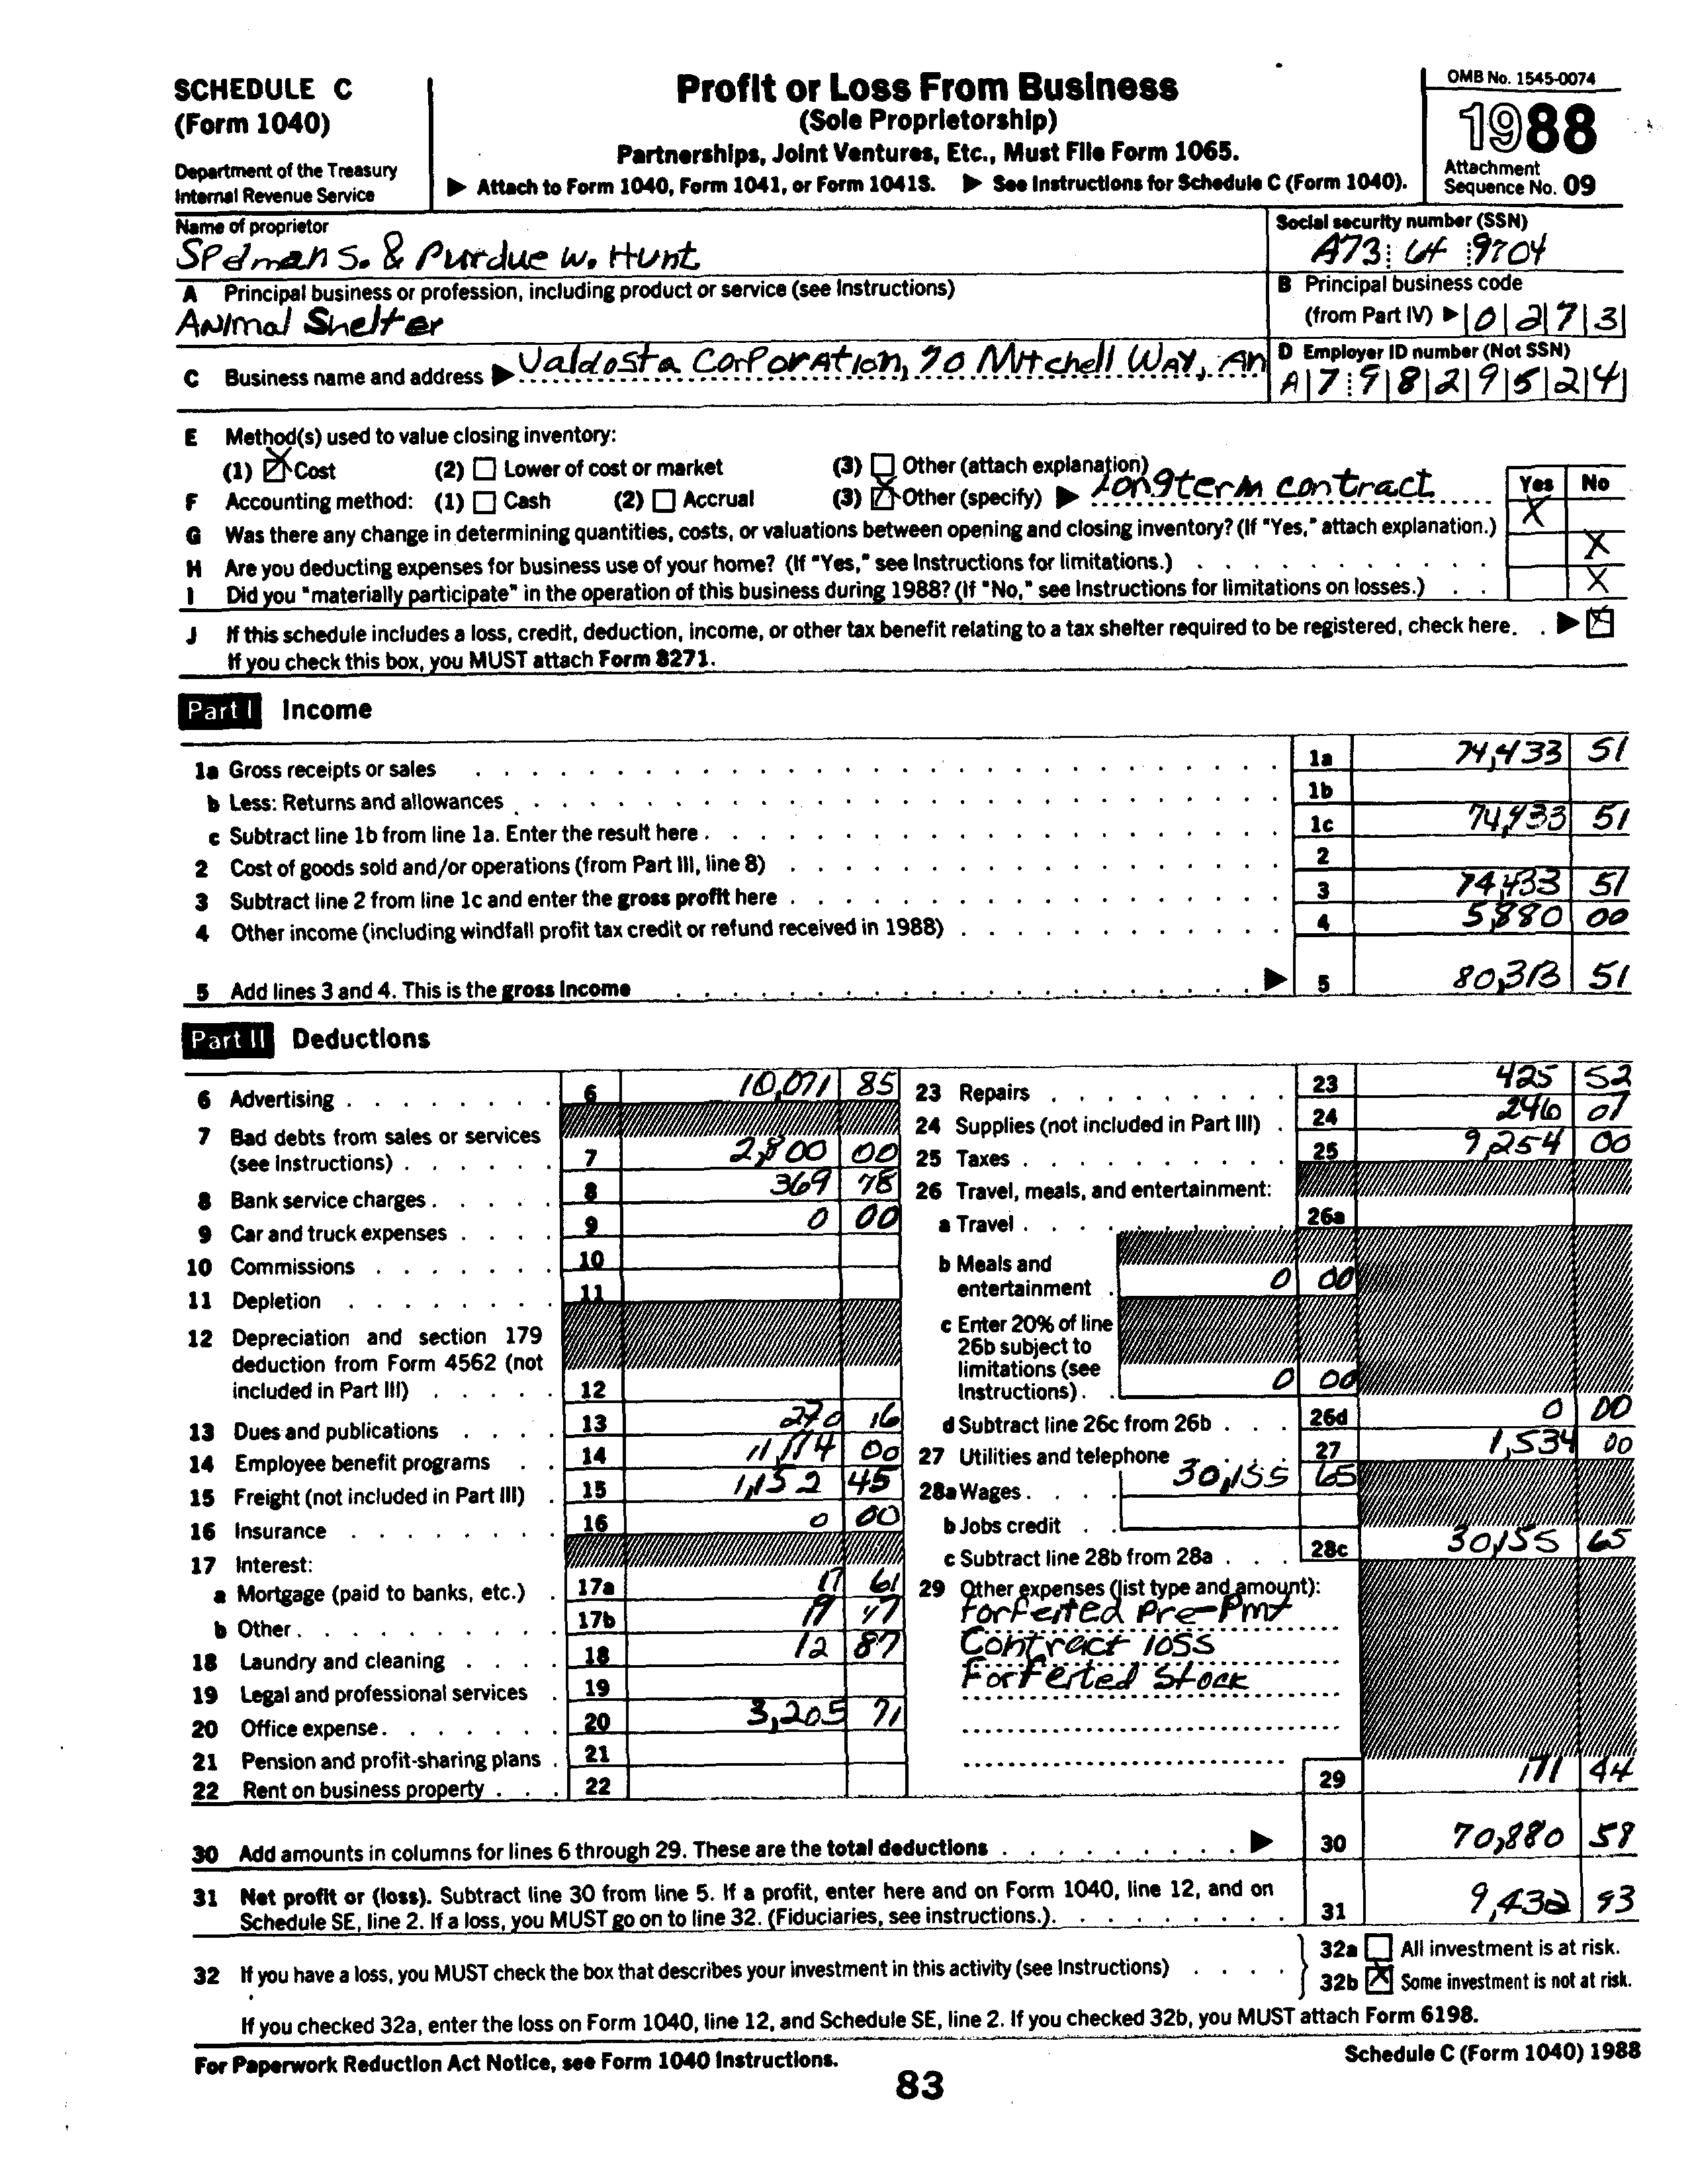 SCHEDULE C
(Form 1040)
Department of the Treasury
Internal Revenue Service
Profit or Loss From Business
(Sole Proprietorship)
Partnerships, Joint Ventures, Etc., Must File Form 1065.
▶ Attach to Form 1040, Form 1041, or Form 1041S. ▶ See Instructions for Schedule C (Form 1040).
OMB No. 1545-0074
1988
Attachment
Sequence No. 09
Name of proprietor
Spdman S. & Purdue W. Hunt
Social security number (SSN)
A73 64 9704
A Principal business or profession, including product or service (see Instructions)
Animal Shelter
B Principal business code
(from Part IV) ▶ 0 2 7 3
C Business name and address ▶ Valdosta Corporation, 70 Mitchell Way, An
D Employer ID number (Not SSN)
A 7 9 8 2 9 5 2 4
E Method(s) used to value closing inventory:
(1) ☒ Cost (2) ☐ Lower of cost or market (3) ☐ Other (attach explanation)
F Accounting method: (1) ☐ Cash (2) ☐ Accrual (3) ☒ Other (specify) ▶ Longterm contract
Yes No
G Was there any change in determining quantities, costs, or valuations between opening and closing inventory? (If "Yes," attach explanation.) X
H Are you deducting expenses for business use of your home? (If "Yes," see Instructions for limitations.) X
I Did you "materially participate" in the operation of this business during 1988? (If "No," see Instructions for limitations on losses.) X
J If this schedule includes a loss, credit, deduction, income, or other tax benefit relating to a tax shelter required to be registered, check here. ▶ ☒
If you check this box, you MUST attach Form 8271.
Part I Income
1a Gross receipts or sales 1a 74,433 51
b Less: Returns and allowances 1b
c Subtract line 1b from line 1a. Enter the result here 1c 74,433 51
2 Cost of goods sold and/or operations (from Part III, line 8) 2
3 Subtract line 2 from line 1c and enter the gross profit here 3 74,433 51
4 Other income (including windfall profit tax credit or refund received in 1988) 4 5,880 00
5 Add lines 3 and 4. This is the gross income ▶ 5 80,313 51
Part II Deductions
6 Advertising 6 10,071 85
7 Bad debts from sales or services
(see Instructions) 7 2,800 00
8 Bank service charges 8 369 78
9 Car and truck expenses 9 0 00
10 Commissions 10
11 Depletion 11
12 Depreciation and section 179
deduction from Form 4562 (not
included in Part III) 12
13 Dues and publications 13 270 16
14 Employee benefit programs 14 11,174 00
15 Freight (not included in Part III) 15 1,152 45
16 Insurance 16 0 00
17 Interest:
a Mortgage (paid to banks, etc.) 17a 17 61
b Other 17b 19 47
18 Laundry and cleaning 18 12 87
19 Legal and professional services 19
20 Office expense 20 3,205 71
21 Pension and profit-sharing plans 21
22 Rent on business property 22
23 Repairs 23 425 52
24 Supplies (not included in Part III) 24 246 07
25 Taxes 25 9,254 00
26 Travel, meals, and entertainment:
a Travel 26a
b Meals and
entertainment 0 00
c Enter 20% of line
26b subject to
limitations (see
Instructions) 0 00
d Subtract line 26c from 26b 26d 0 00
27 Utilities and telephone 27 1,534 00
28a Wages 30,155 65
b Jobs credit
c Subtract line 28b from 28a 28c 30,155 65
29 Other expenses (list type and amount):
Forfeited Pre-Pmt
Contract loss
Forfeited Stock
29 171 44
30 Add amounts in columns for lines 6 through 29. These are the total deductions ▶ 30 70,880 58
31 Net profit or (loss). Subtract line 30 from line 5. If a profit, enter here and on Form 1040, line 12, and on
Schedule SE, line 2. If a loss, you MUST go on to line 32. (Fiduciaries, see instructions.) 31 9,432 93
32 If you have a loss, you MUST check the box that describes your investment in this activity (see Instructions)
32a ☐ All investment is at risk.
32b ☒ Some investment is not at risk.
If you checked 32a, enter the loss on Form 1040, line 12, and Schedule SE, line 2. If you checked 32b, you MUST attach Form 6198.
For Paperwork Reduction Act Notice, see Form 1040 Instructions.
Schedule C (Form 1040) 1988
83